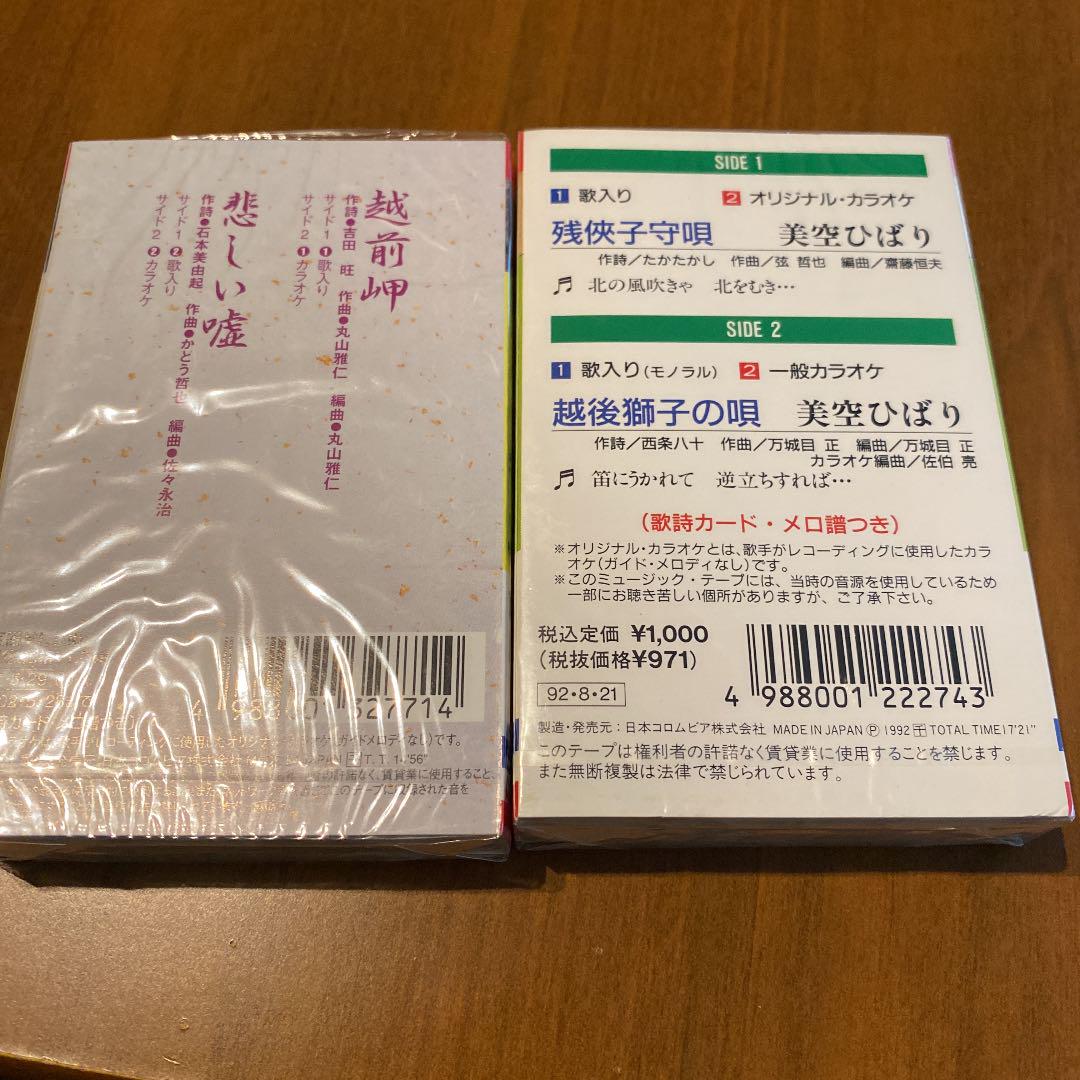 越前岬
作詩●吉田 旺 作曲●丸山雅仁 編曲●丸山雅仁
サイド1 ❶歌入り
サイド2 ❶カラオケ
悲しい嘘
作詩●石本美由起 作曲●かとう哲也 編曲●佐々永治
サイド1 ❷歌入り
サイド2 ❷カラオケ
SIDE 1
1 歌入り 2 オリジナル・カラオケ
残侠子守唄 美空ひばり
作詩/たかたかし 作曲/弦 哲也 編曲/齋藤恒夫
♬ 北の風吹きゃ 北をむき…
SIDE 2
1 歌入り(モノラル) 2 一般カラオケ
越後獅子の唄 美空ひばり
作詩/西条八十 作曲/万城目 正 編曲/万城目 正
カラオケ編曲/佐伯 亮
♬ 笛にうかれて 逆立ちすれば…
(歌詩カード・メロ譜つき)
※オリジナル・カラオケとは、歌手がレコーディングに使用したカラ
オケ(ガイド・メロディなし)です。
※このミュージック・テープには、当時の音源を使用しているため
一部にお聴き苦しい個所がありますが、ご了承下さい。
税込定価 ¥1,000
(税抜価格¥971)
92・8・21
4 988001 222743
製造・発売元:日本コロムビア株式会社 MADE IN JAPAN Ⓟ 1992 TOTAL TIME17'21"
このテープは権利者の許諾なく賃貸業に使用することを禁じます。
また無断複製は法律で禁じられています。